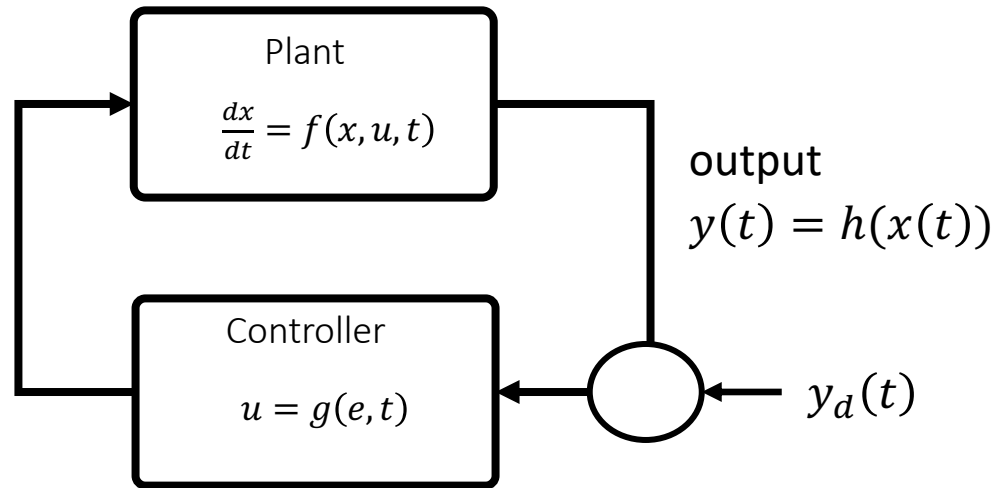 Plant
dx/dt = f(x, u, t)
output
y(t) = h(x(t))
Controller
u = g(e, t)
y_d(t)